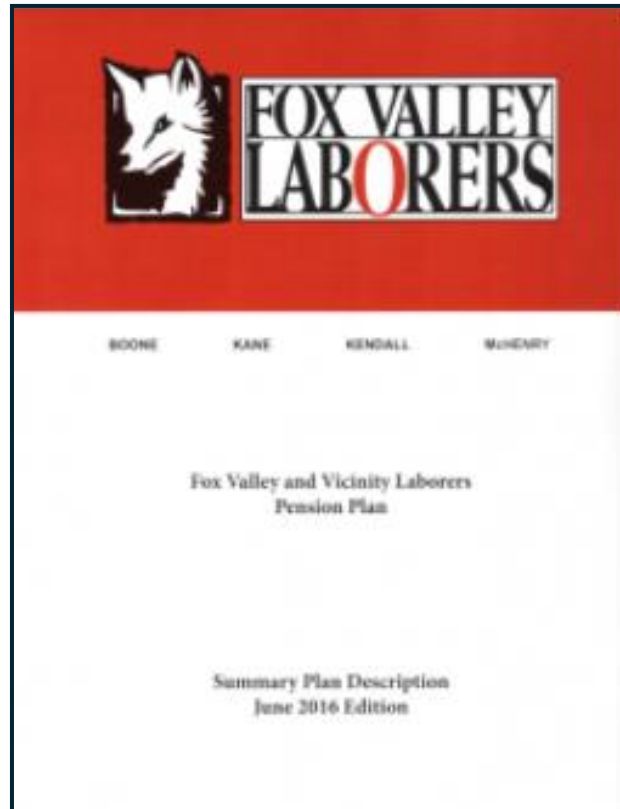 FOX VALLEY
LABORERS
BOONE KANE KENDALL McHENRY
Fox Valley and Vicinity Laborers
Pension Plan
Summary Plan Description
June 2016 Edition